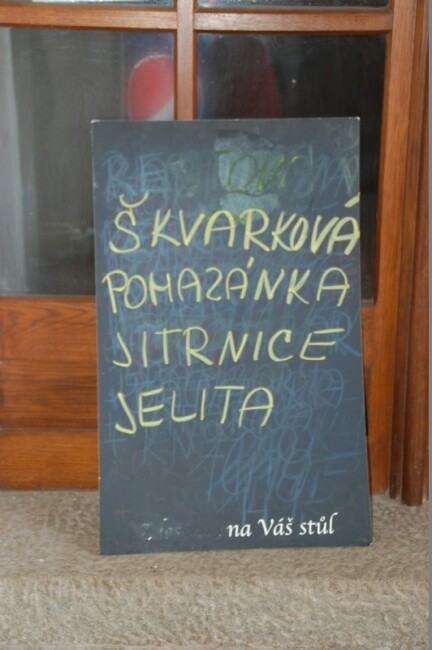 ŠKVARKOVÁ
POMAZÁNKA
JITRNICE
JELITA
na Váš stůl